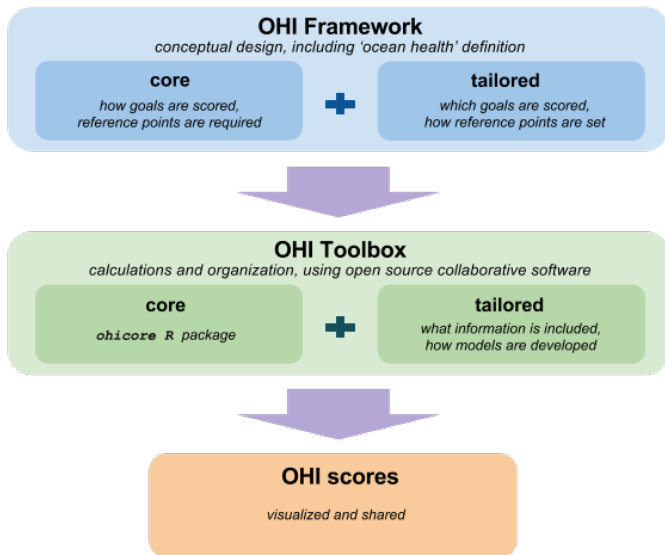 OHI Framework
conceptual design, including ‘ocean health’ definition
core
how goals are scored,
reference points are required
tailored
which goals are scored,
how reference points are set
OHI Toolbox
calculations and organization, using open source collaborative software
core
ohicore R package
tailored
what information is included,
how models are developed
OHI scores
visualized and shared